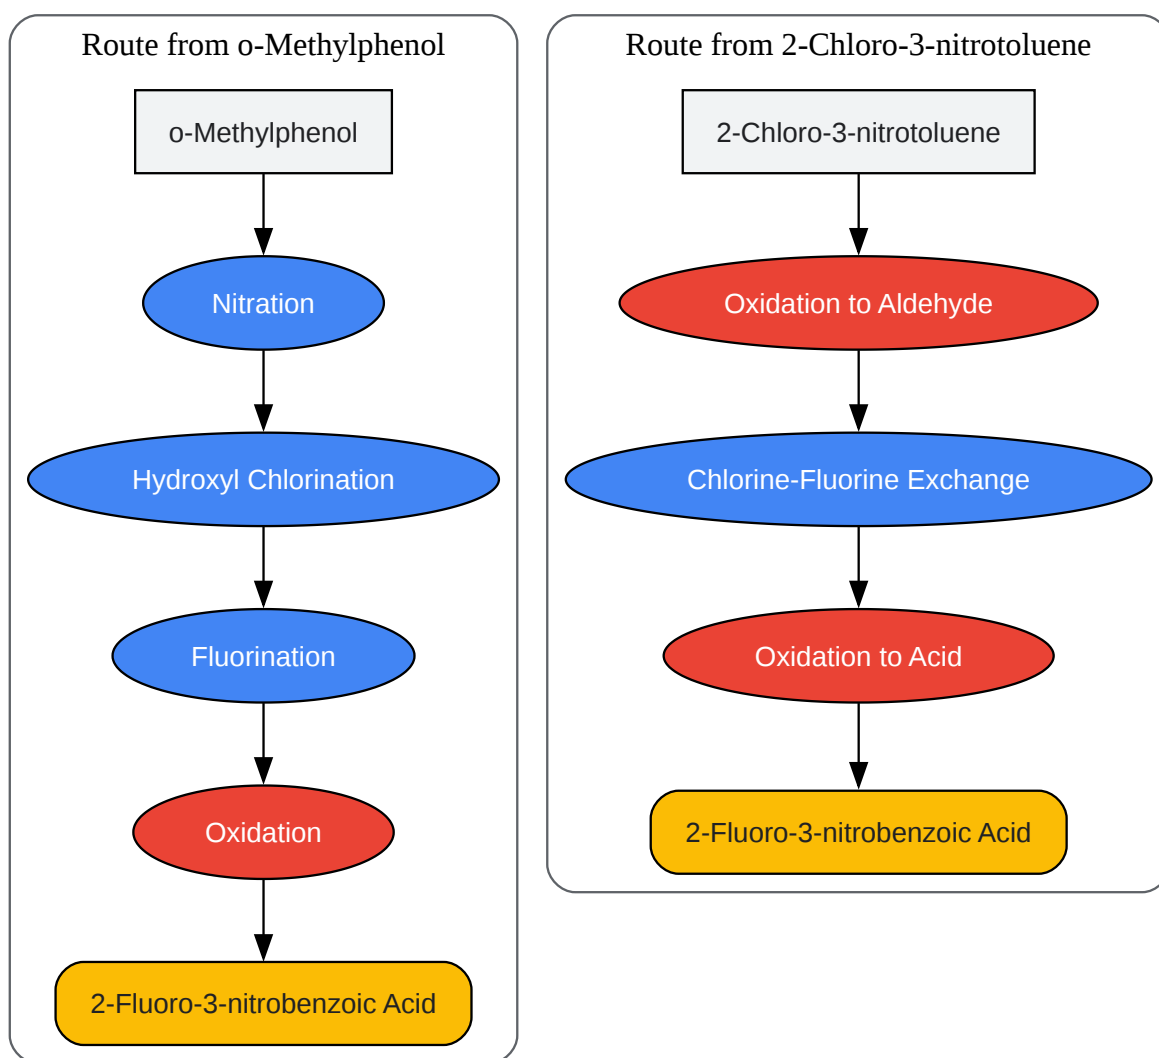 Route from o-Methylphenol
o-Methylphenol
Nitration
Hydroxyl Chlorination
Fluorination
Oxidation
2-Fluoro-3-nitrobenzoic Acid
Route from 2-Chloro-3-nitrotoluene
2-Chloro-3-nitrotoluene
Oxidation to Aldehyde
Chlorine-Fluorine Exchange
Oxidation to Acid
2-Fluoro-3-nitrobenzoic Acid